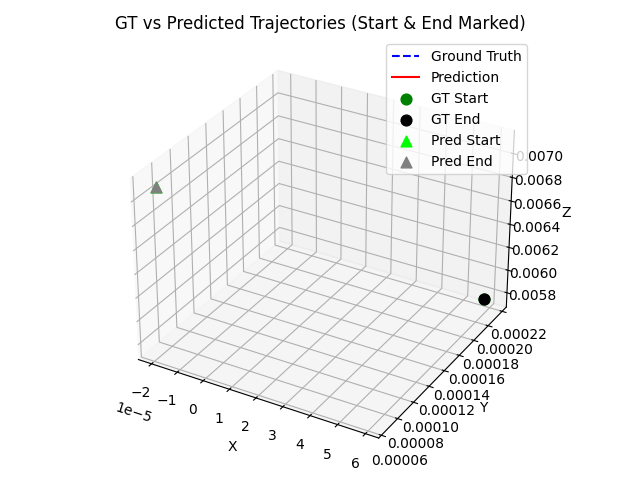 GT vs Predicted Trajectories (Start & End Marked)
Ground Truth
Prediction
GT Start
GT End
Pred Start
Pred End
0.0070
0.0068
0.0066
0.0064
0.0062
0.0060
0.0058
Z
0.00022
0.00020
0.00018
0.00016
0.00014
0.00012
0.00010
0.00008
0.00006
Y
−2
−1
0
1
2
3
4
5
6
1e−5
X